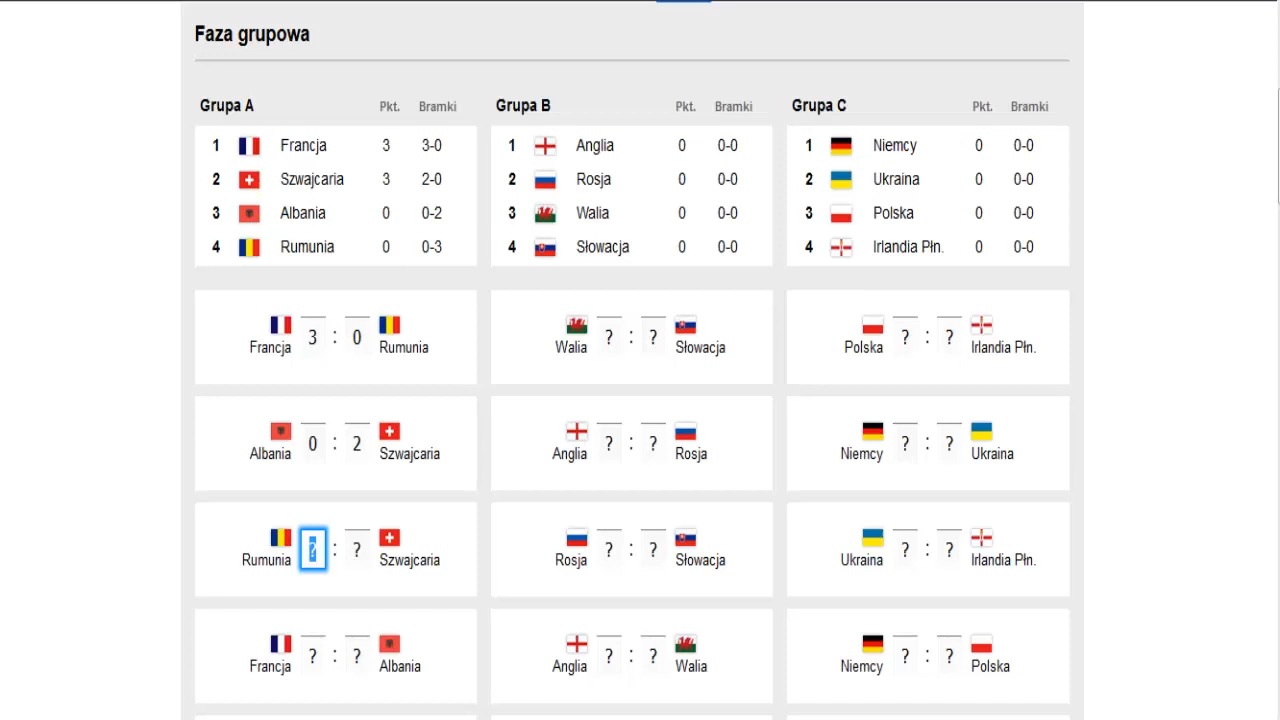 Faza grupowa
Grupa A Pkt. Bramki
1 Francja 3 3-0
2 Szwajcaria 3 2-0
3 Albania 0 0-2
4 Rumunia 0 0-3
Grupa B Pkt. Bramki
1 Anglia 0 0-0
2 Rosja 0 0-0
3 Walia 0 0-0
4 Słowacja 0 0-0
Grupa C Pkt. Bramki
1 Niemcy 0 0-0
2 Ukraina 0 0-0
3 Polska 0 0-0
4 Irlandia Płn. 0 0-0
Francja 3 : 0 Rumunia
Walia ? : ? Słowacja
Polska ? : ? Irlandia Płn.
Albania 0 : 2 Szwajcaria
Anglia ? : ? Rosja
Niemcy ? : ? Ukraina
Rumunia ? : ? Szwajcaria
Rosja ? : ? Słowacja
Ukraina ? : ? Irlandia Płn.
Francja ? : ? Albania
Anglia ? : ? Walia
Niemcy ? : ? Polska